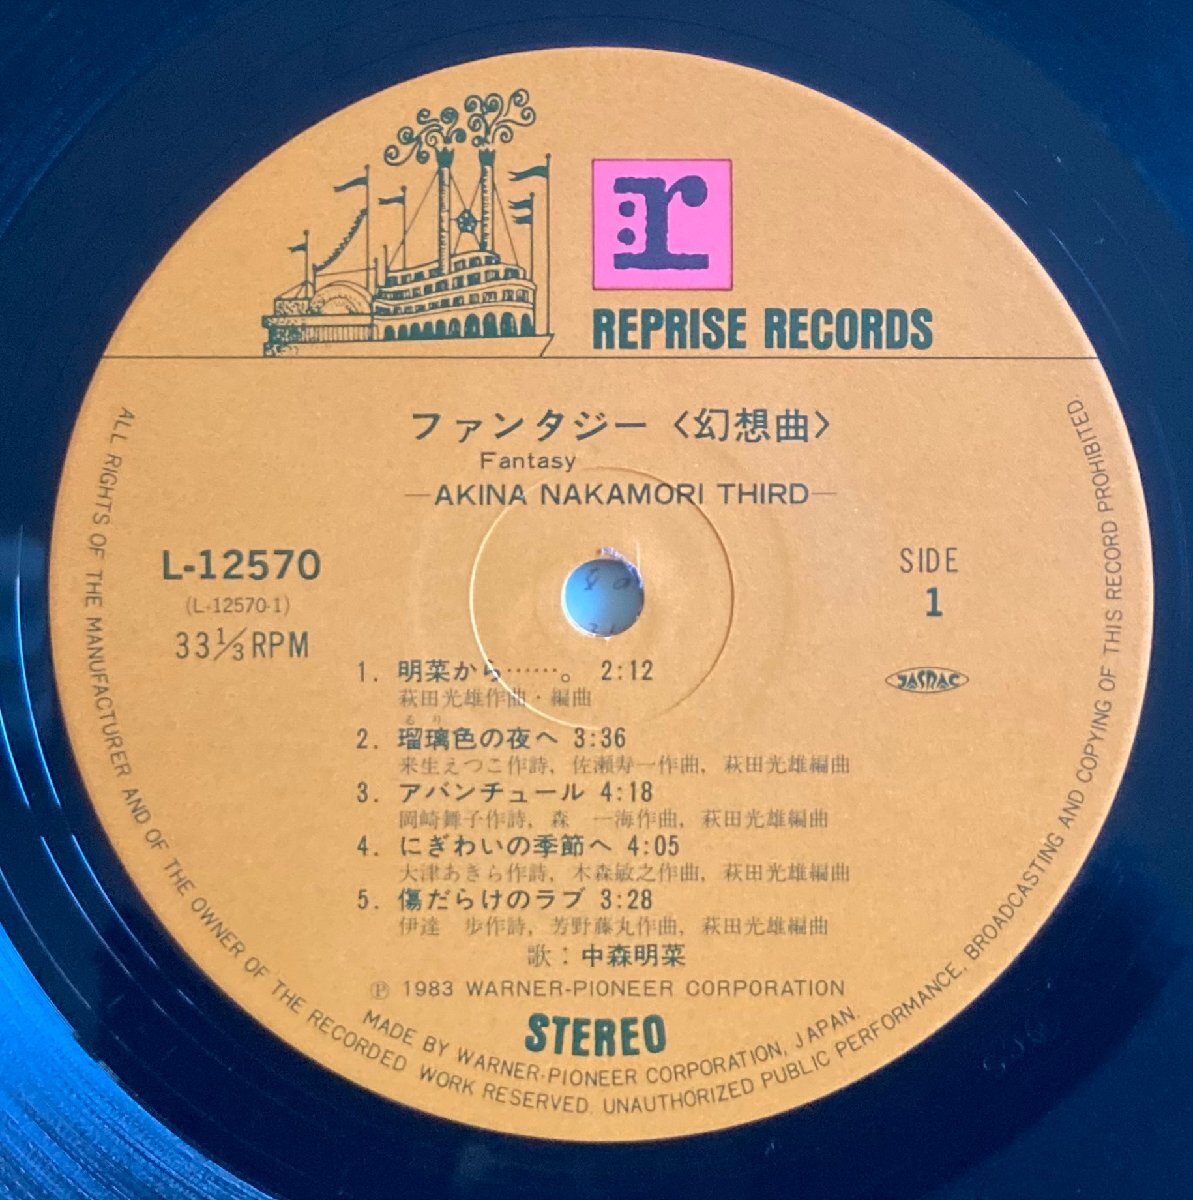 r
REPRISE RECORDS
ファンタジー〈幻想曲〉
Fantasy
—AKINA NAKAMORI THIRD—
L-12570
(L-12570-1)
33 1/3 RPM
SIDE
1
JASRAC
1. 明菜から……。 2:12
萩田光雄作曲・編曲
るり
2. 瑠璃色の夜へ 3:36
来生えつこ作詩, 佐瀬寿一作曲, 萩田光雄編曲
3. アバンチュール 4:18
岡崎舞子作詩, 森 一海作曲, 萩田光雄編曲
4. にぎわいの季節へ 4:05
大津あきら作詩, 木森敏之作曲, 萩田光雄編曲
5. 傷だらけのラブ 3:28
伊達 歩作詩, 芳野藤丸作曲, 萩田光雄編曲
歌：中森明菜
Ⓟ 1983 WARNER-PIONEER CORPORATION
STEREO
MADE BY WARNER-PIONEER CORPORATION, JAPAN.
ALL RIGHTS OF THE MANUFACTURER AND OF THE OWNER OF THE RECORDED WORK RESERVED. UNAUTHORIZED PUBLIC PERFORMANCE, BROADCASTING AND COPYING OF THIS RECORD PROHIBITED.